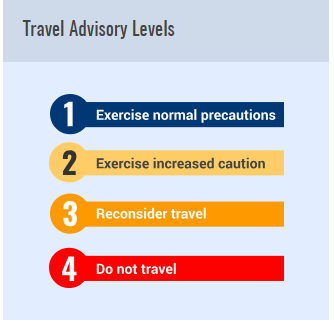 Travel Advisory Levels
1 Exercise normal precautions
2 Exercise increased caution
3 Reconsider travel
4 Do not travel